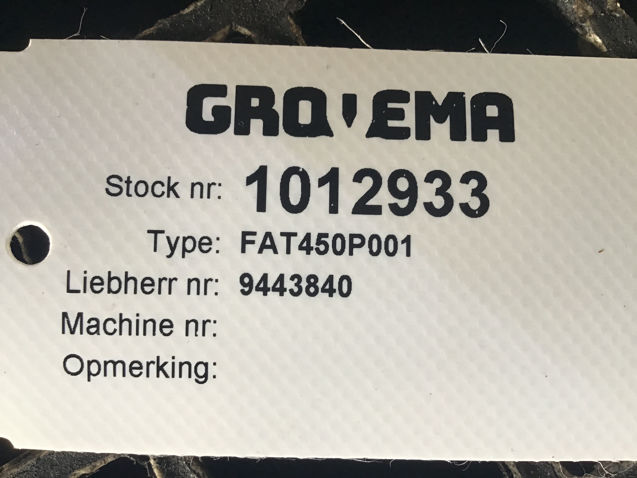 GROVEMA
Stock nr: 1012933
Type: FAT450P001
Liebherr nr: 9443840
Machine nr:
Opmerking: